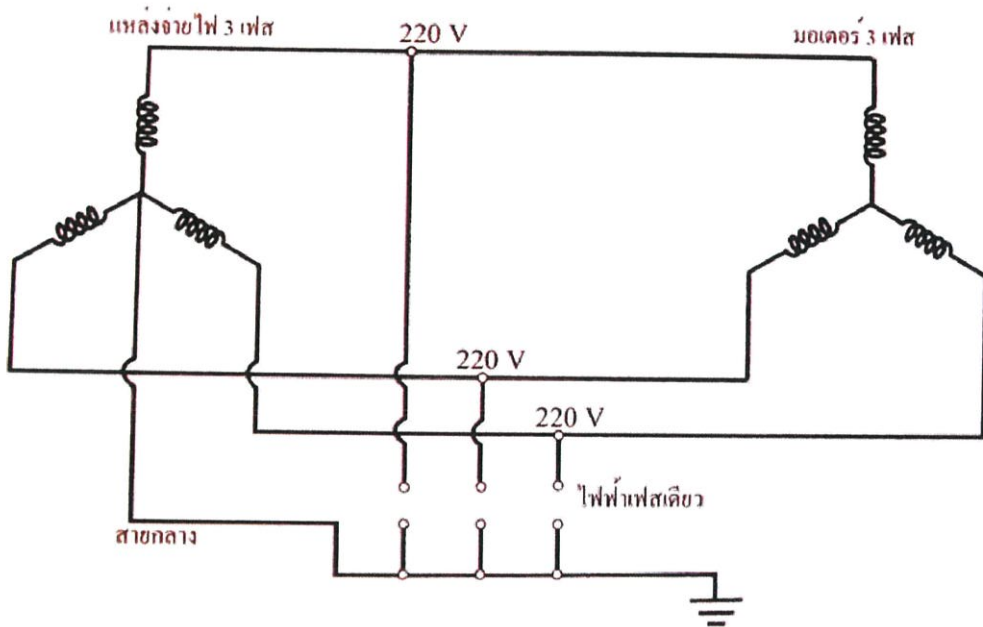 แหล่งจ่ายไฟ 3 เฟส
220 V
มอเตอร์ 3 เฟส
220 V
220 V
ไฟฟ้าเฟสเดียว
สายกลาง